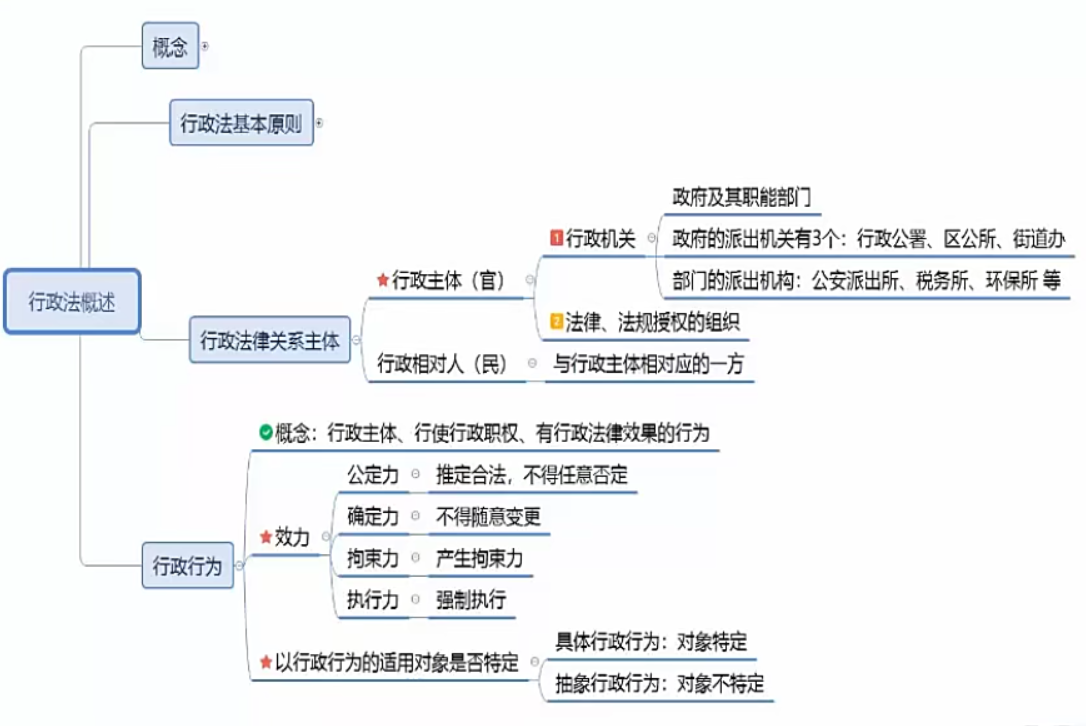 概念
行政法基本原则
行政法概述
行政法律关系主体
行政主体（官）
1 行政机关
政府及其职能部门
政府的派出机关有3个：行政公署、区公所、街道办
部门的派出机构：公安派出所、税务所、环保所 等
2 法律、法规授权的组织
行政相对人（民）
与行政主体相对应的一方
行政行为
概念：行政主体、行使行政职权、有行政法律效果的行为
效力
公定力
推定合法，不得任意否定
确定力
不得随意变更
拘束力
产生拘束力
执行力
强制执行
以行政行为的适用对象是否特定
具体行政行为：对象特定
抽象行政行为：对象不特定